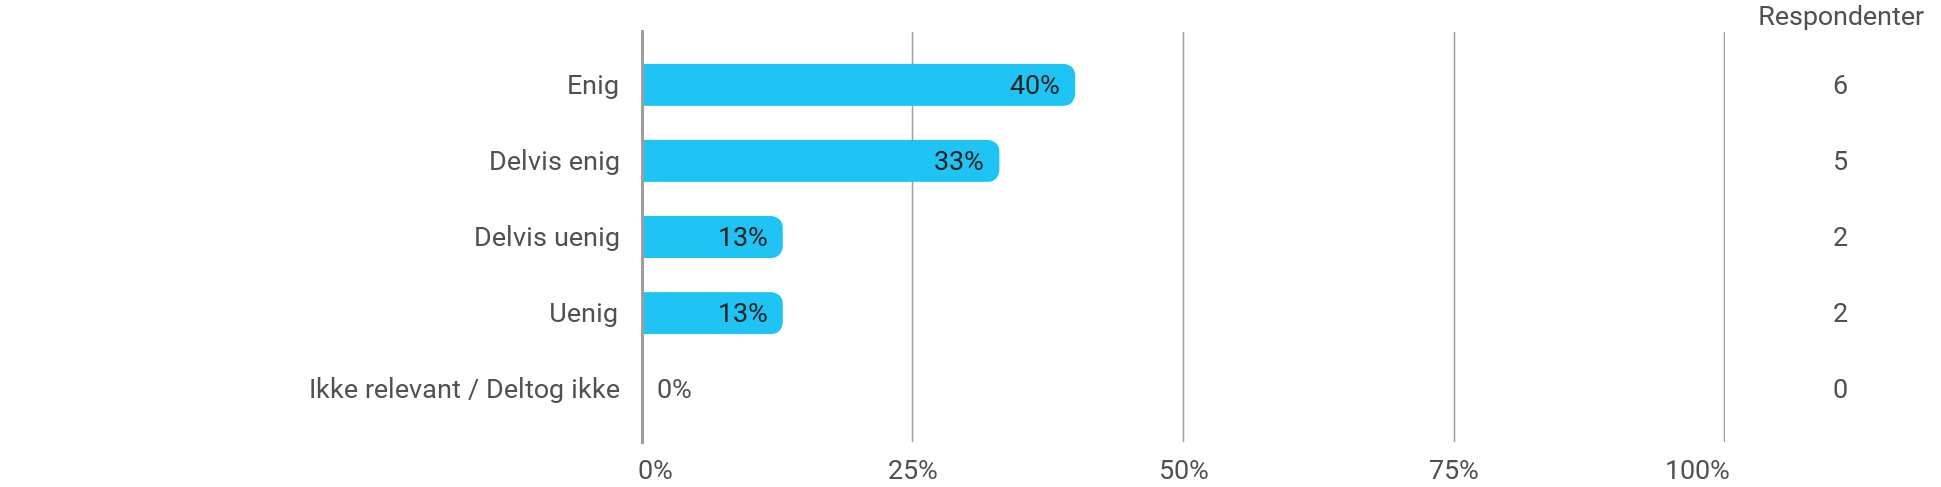 Respondenter
Enig 40% 6
Delvis enig 33% 5
Delvis uenig 13% 2
Uenig 13% 2
Ikke relevant / Deltog ikke 0% 0
0% 25% 50% 75% 100%